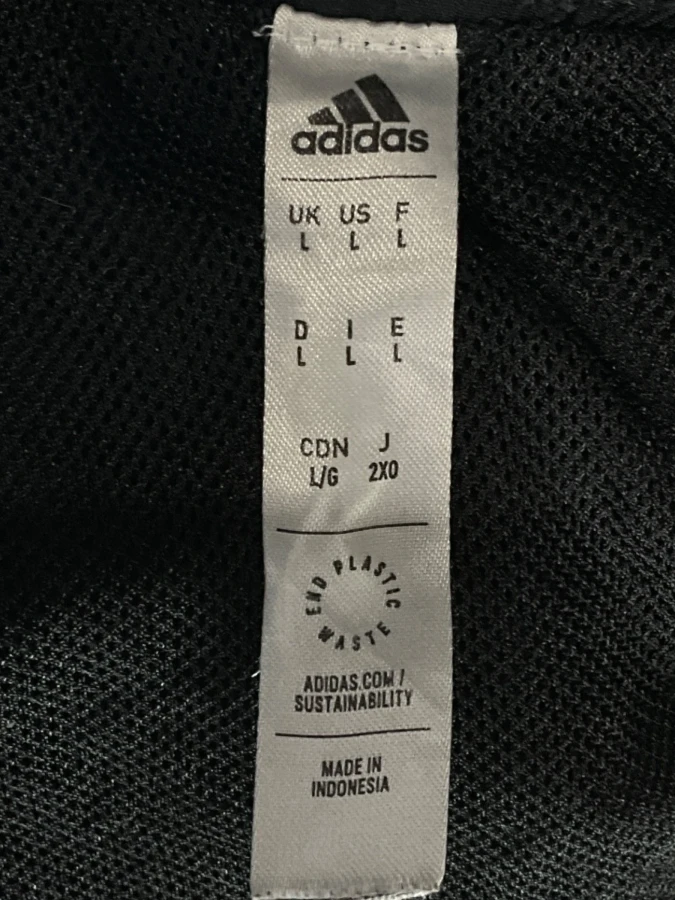 adidas
UK US F
L L L
D I E
L L L
CDN J
L/G 2XO
END PLASTIC WASTE
ADIDAS.COM /
SUSTAINABILITY
MADE IN
INDONESIA